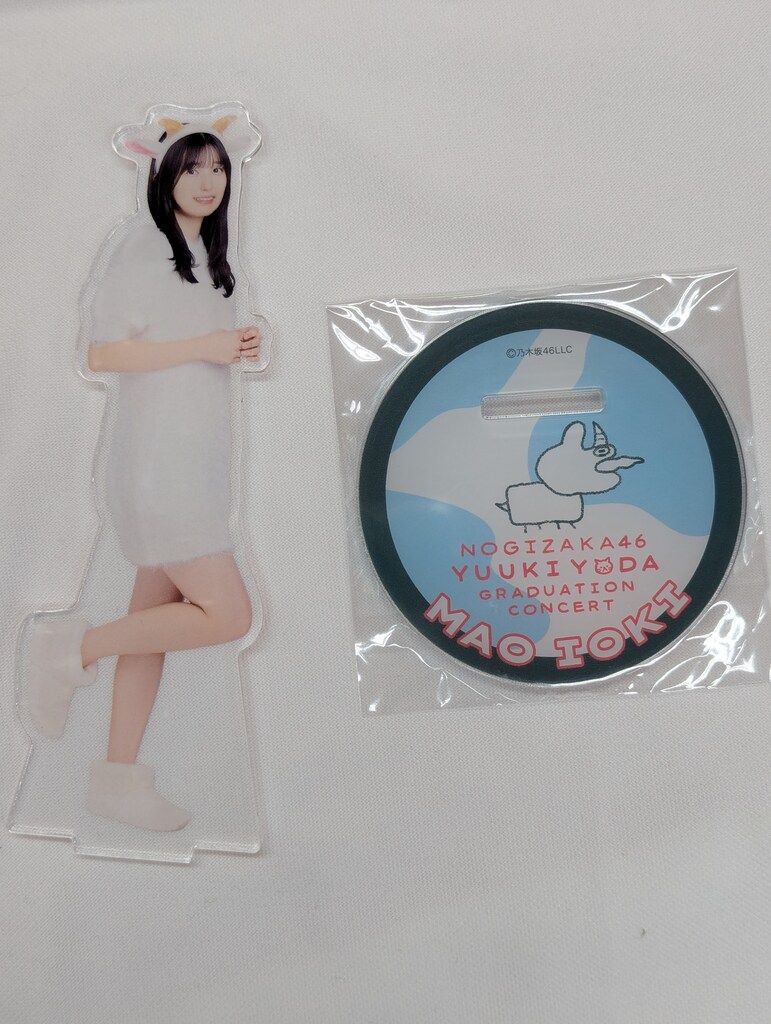 ©乃木坂46LLC
NOGIZAKA46
YUUKI YODA
GRADUATION
CONCERT
MAO IOKI